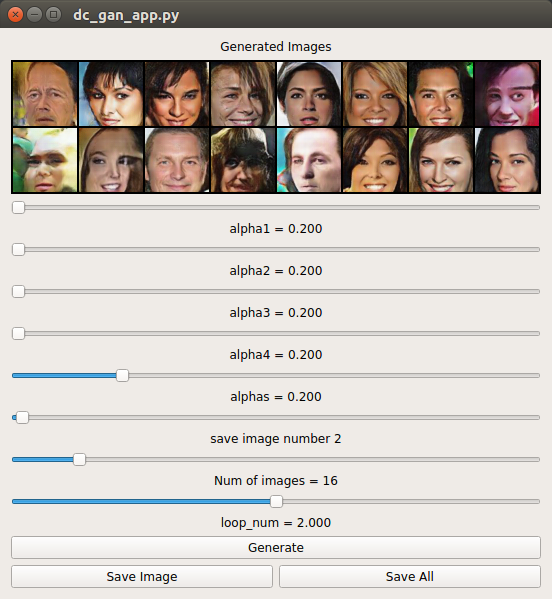 dc_gan_app.py
Generated Images
alpha1 = 0.200
alpha2 = 0.200
alpha3 = 0.200
alpha4 = 0.200
alphas = 0.200
save image number 2
Num of images = 16
loop_num = 2.000
Generate
Save Image
Save All